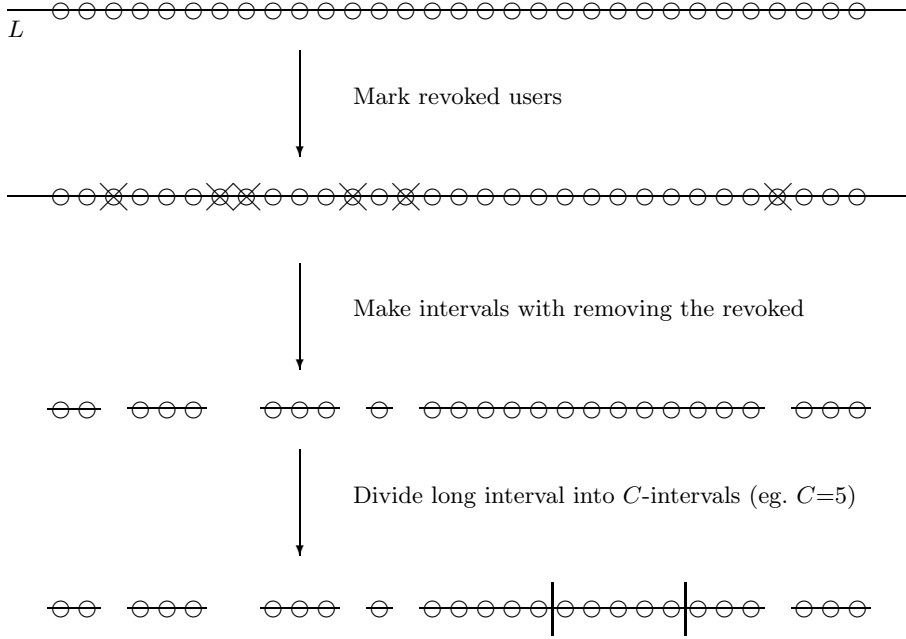 L
Mark revoked users
Make intervals with removing the revoked
Divide long interval into C-intervals (eg. C=5)